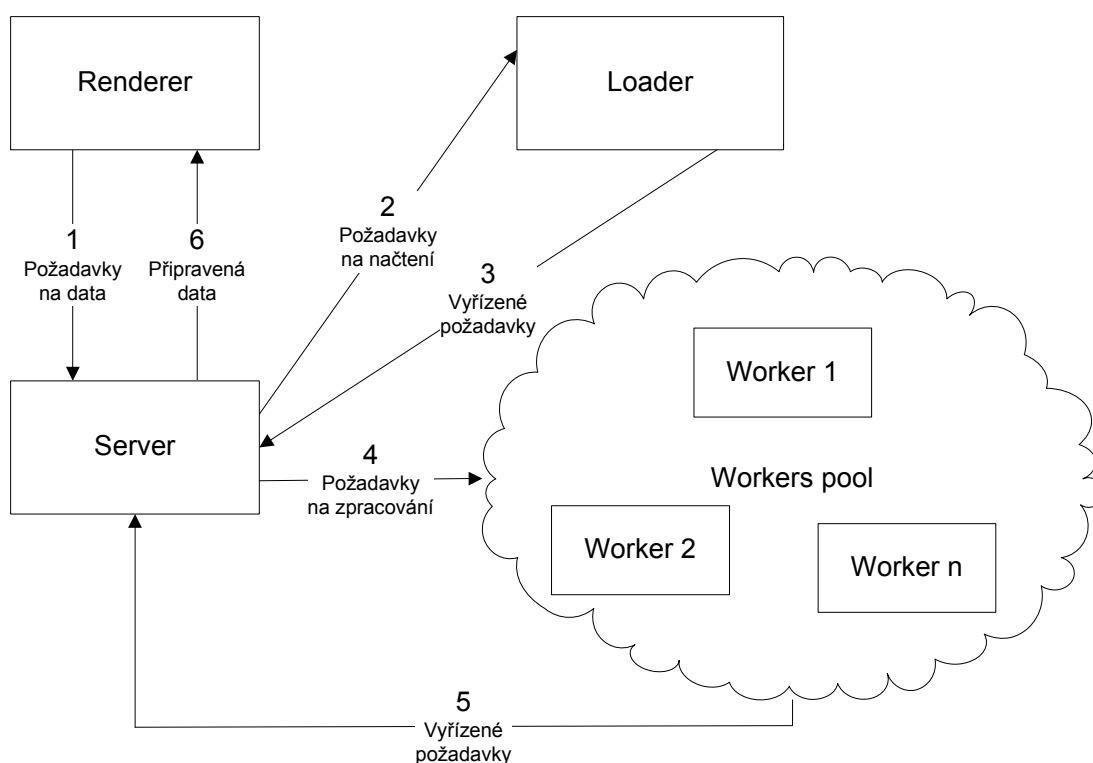 Renderer
Loader
1
Požadavky
na data
6
Připravená
data
2
Požadavky
na načtení
3
Vyřízené
požadavky
Server
4
Požadavky
na zpracování
Worker 1
Workers pool
Worker 2
Worker n
5
Vyřízené
požadavky